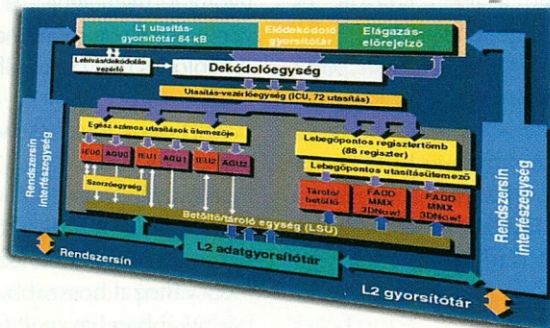 L1 utasítás-
gyorsítótár 64 kB
Elődekódoló
gyorsítótár
Elágazás-
előrejelző
Lehívás/dekódolás
vezérlő
Dekódolóegység
Utasítás-vezérlőegység (ICU, 72 utasítás)
Egész számos utasítások ütemezője
IEU0
AGU0
IEU1
AGU1
IEU2
AGU2
Szorzóegység
Lebegőpontos regisztertömb
(88 regiszter)
Lebegőpontos utasításütemező
Tároló/
betöltő
FADD
MMX
3DNow!
FADD
MMX
3DNow!
Betöltő/tároló egység (LSU)
L2 adatgyorsítótár
Rendszersín
interfészegység
Rendszersín
interfészegység
Rendszersín
L2 gyorsítótár